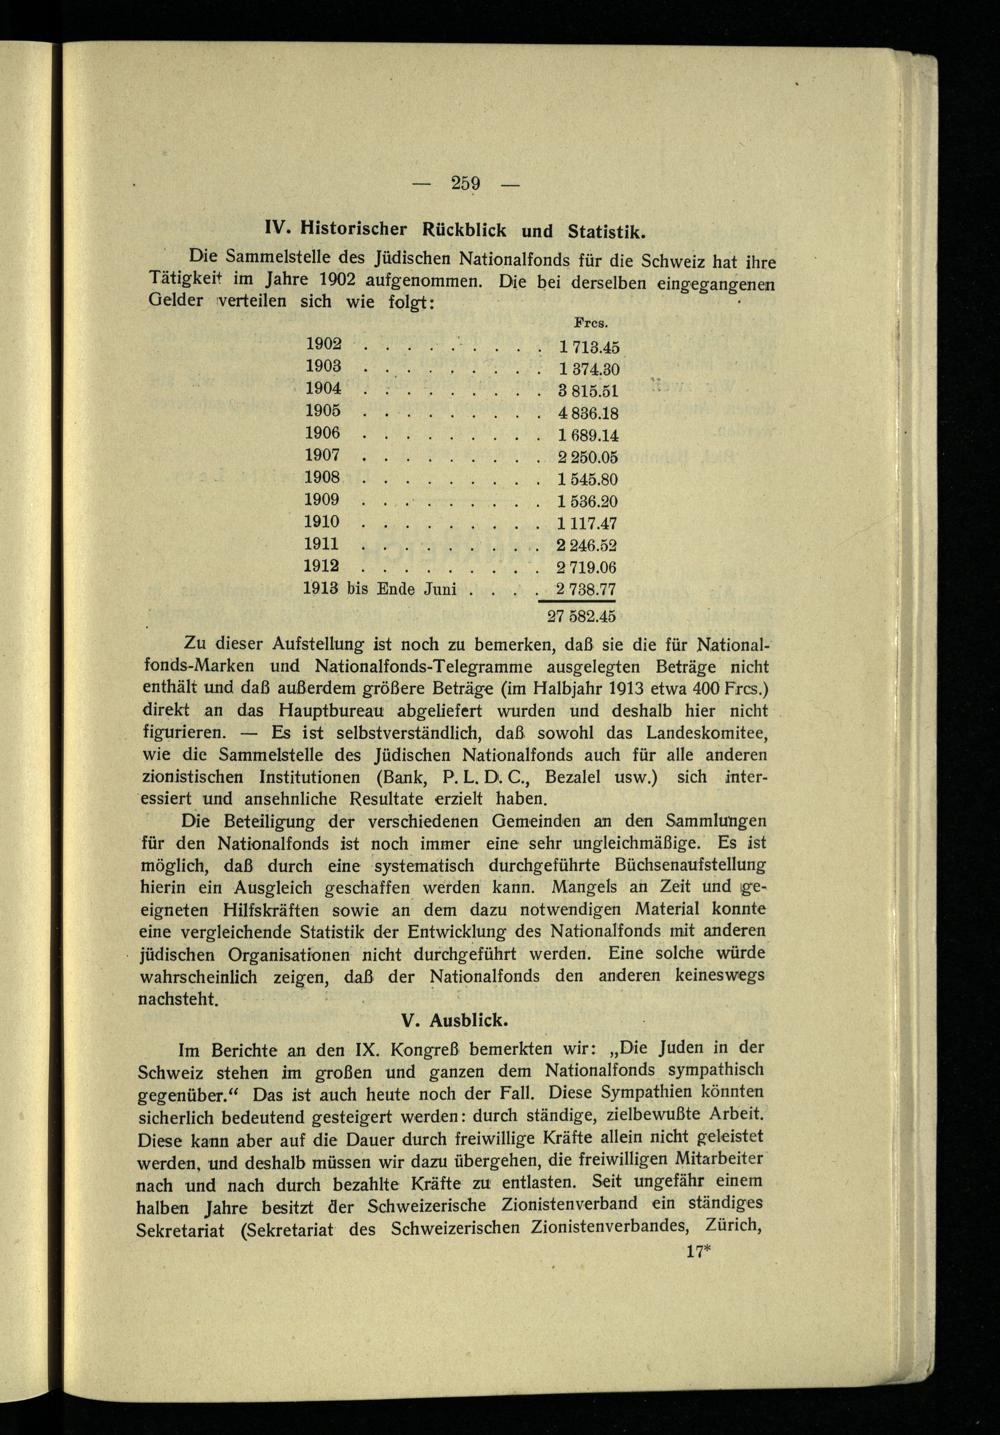 — 259 —
IV. Historischer Rückblick und Statistik.
Die Sammelstelle des Jüdischen Nationalfonds für die Schweiz hat ihre
Tätigkeit im Jahre 1902 aufgenommen. Die bei derselben eingegangenen
Gelder verteilen sich wie folgt:
Frcs.
1902 . . . . . . . . . 1 713.45
1903 . . . . . . . . . 1 374.30
1904 . . . . . . . . . 3 815.51
1905 . . . . . . . . . 4 836.18
1906 . . . . . . . . . 1 689.14
1907 . . . . . . . . . 2 250.05
1908 . . . . . . . . . 1 545.80
1909 . . . . . . . . . 1 536.20
1910 . . . . . . . . . 1 117.47
1911 . . . . . . . . . 2 246.52
1912 . . . . . . . . . 2 719.06
1913 bis Ende Juni . . . . 2 738.77
27 582.45
Zu dieser Aufstellung ist noch zu bemerken, daß sie die für National-
fonds-Marken und Nationalfonds-Telegramme ausgelegten Beträge nicht
enthält und daß außerdem größere Beträge (im Halbjahr 1913 etwa 400 Frcs.)
direkt an das Hauptbureau abgeliefert wurden und deshalb hier nicht
figurieren. — Es ist selbstverständlich, daß sowohl das Landeskomitee,
wie die Sammelstelle des Jüdischen Nationalfonds auch für alle anderen
zionistischen Institutionen (Bank, P. L. D. C., Bezalel usw.) sich inter-
essiert und ansehnliche Resultate erzielt haben.
Die Beteiligung der verschiedenen Gemeinden an den Sammlungen
für den Nationalfonds ist noch immer eine sehr ungleichmäßige. Es ist
möglich, daß durch eine systematisch durchgeführte Büchsenaufstellung
hierin ein Ausgleich geschaffen werden kann. Mangels an Zeit und ge-
eigneten Hilfskräften sowie an dem dazu notwendigen Material konnte
eine vergleichende Statistik der Entwicklung des Nationalfonds mit anderen
jüdischen Organisationen nicht durchgeführt werden. Eine solche würde
wahrscheinlich zeigen, daß der Nationalfonds den anderen keineswegs
nachsteht.
V. Ausblick.
Im Berichte an den IX. Kongreß bemerkten wir: „Die Juden in der
Schweiz stehen im großen und ganzen dem Nationalfonds sympathisch
gegenüber.“ Das ist auch heute noch der Fall. Diese Sympathien könnten
sicherlich bedeutend gesteigert werden: durch ständige, zielbewußte Arbeit.
Diese kann aber auf die Dauer durch freiwillige Kräfte allein nicht geleistet
werden, und deshalb müssen wir dazu übergehen, die freiwilligen Mitarbeiter
nach und nach durch bezahlte Kräfte zu entlasten. Seit ungefähr einem
halben Jahre besitzt der Schweizerische Zionistenverband ein ständiges
Sekretariat (Sekretariat des Schweizerischen Zionistenverbandes, Zürich,
17*